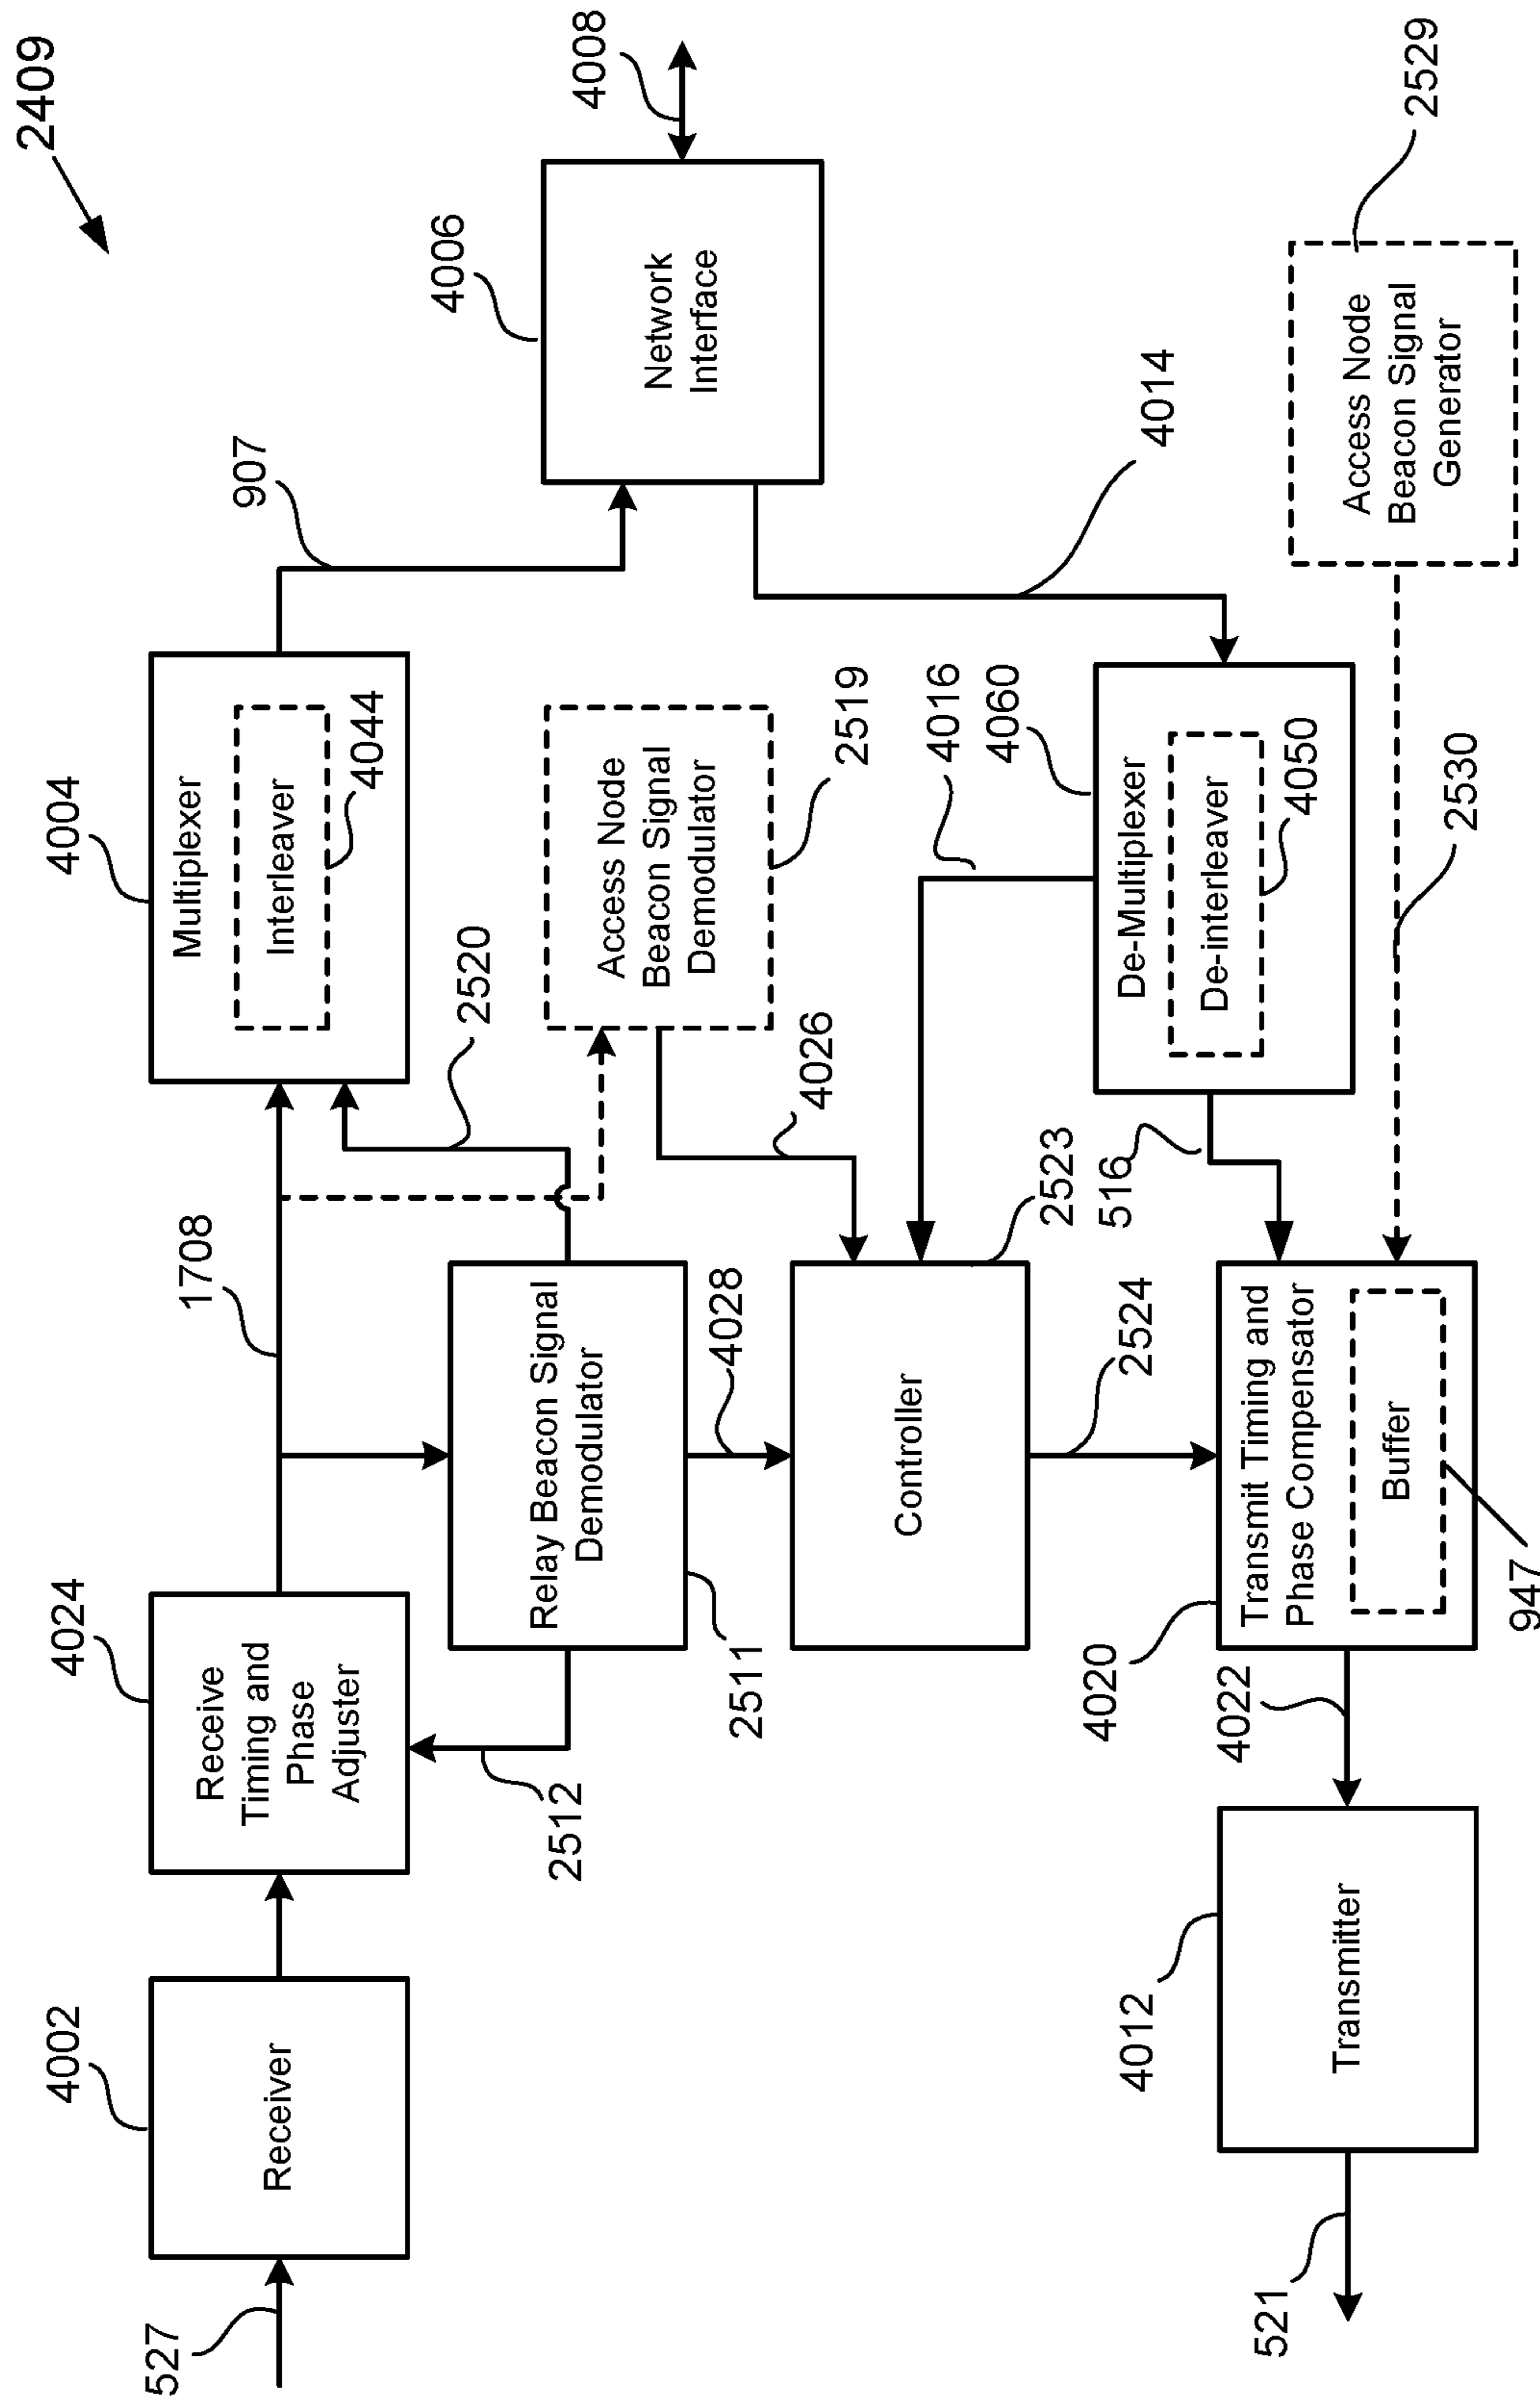 2409
527
4002
Receiver
4024
Receive
Timing and
Phase
Adjuster
1708
2512
Relay Beacon Signal
Demodulator
2511
2520
4004
Multiplexer
Interleaver
4044
907
4006
Network
Interface
4008
Access Node
Beacon Signal
Demodulator
2519
4028
4026
Controller
2523
2524
4016
4014
4060
De-Multiplexer
De-interleaver
4050
516
4020
Transmit Timing and
Phase Compensator
Buffer
947
4022
4012
Transmitter
521
2530
Access Node
Beacon Signal
Generator
2529